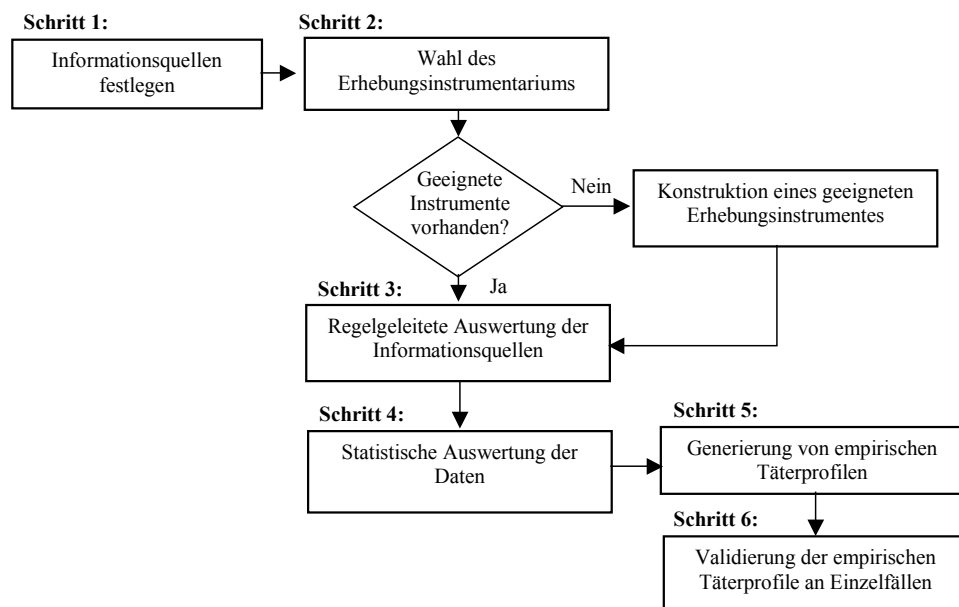 Schritt 1:
Informationsquellen
festlegen
Schritt 2:
Wahl des
Erhebungsinstrumentariums
Geeignete
Instrumente
vorhanden?
Nein
Konstruktion eines geeigneten
Erhebungsinstrumentes
Ja
Schritt 3:
Regelgeleitete Auswertung der
Informationsquellen
Schritt 4:
Statistische Auswertung der
Daten
Schritt 5:
Generierung von empirischen
Täterprofilen
Schritt 6:
Validierung der empirischen
Täterprofile an Einzelfällen